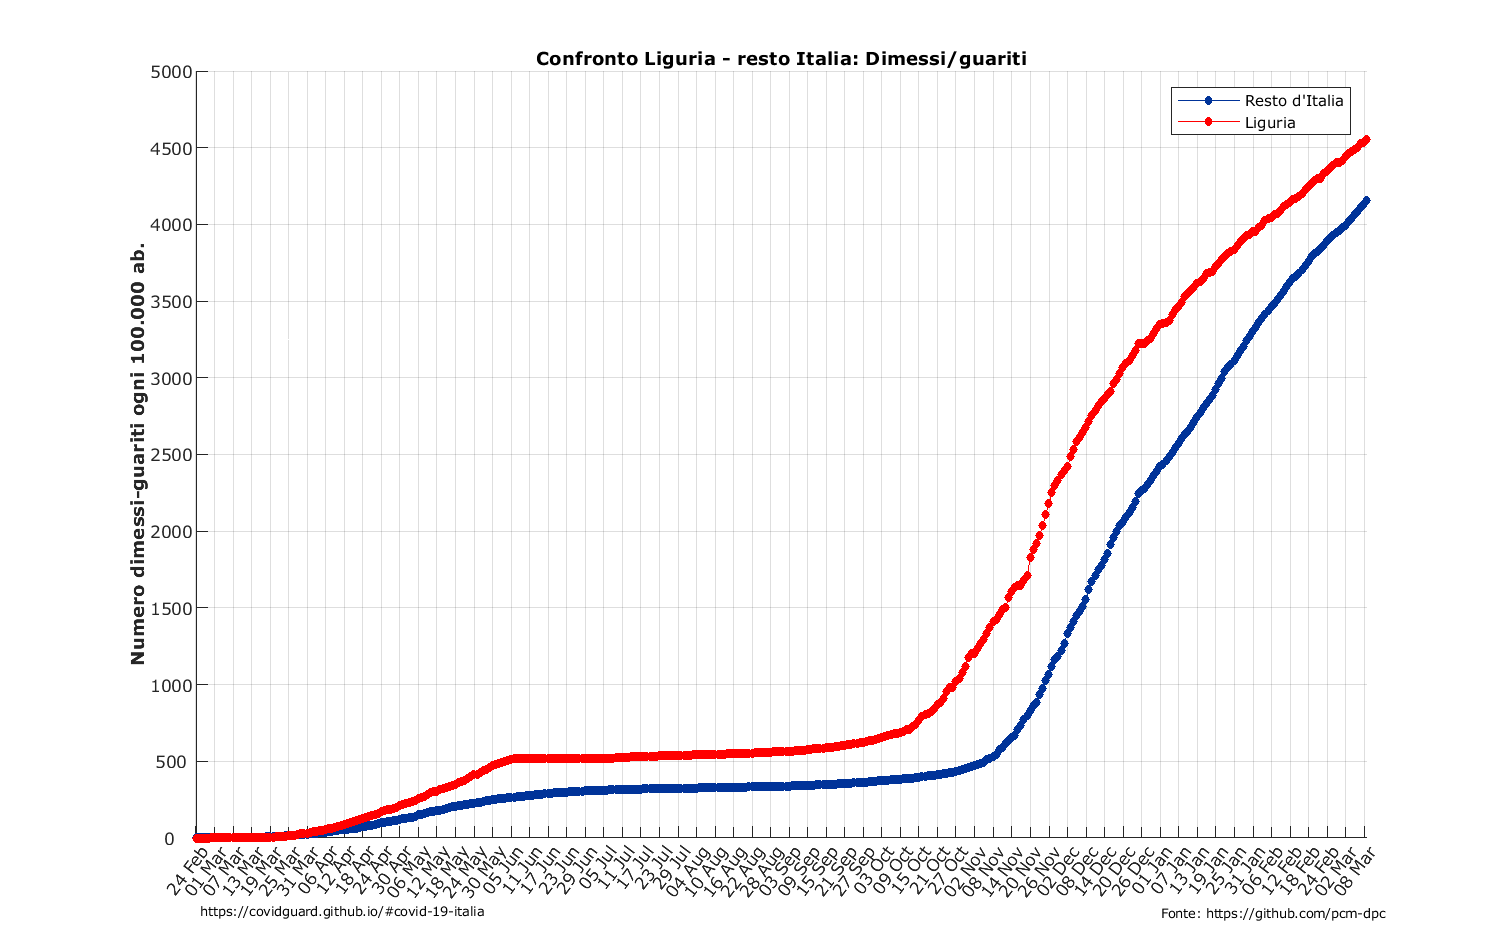 Confronto Liguria - resto Italia: Dimessi/guariti
Resto d'Italia
Liguria
Numero dimessi-guariti ogni 100.000 ab.
5000
4500
4000
3500
3000
2500
2000
1500
1000
500
0
24 Feb
01 Mar
07 Mar
13 Mar
19 Mar
25 Mar
31 Mar
06 Apr
12 Apr
18 Apr
24 Apr
30 Apr
06 May
12 May
18 May
24 May
30 May
05 Jun
11 Jun
17 Jun
23 Jun
29 Jul
05 Jul
11 Jul
17 Jul
23 Jul
29 Jul
04 Aug
10 Aug
16 Aug
22 Aug
28 Aug
03 Sep
09 Sep
15 Sep
21 Sep
27 Sep
03 Oct
09 Oct
15 Oct
21 Oct
27 Oct
02 Nov
08 Nov
14 Nov
20 Nov
26 Nov
02 Dec
08 Dec
14 Dec
20 Dec
26 Dec
01 Jan
07 Jan
13 Jan
19 Jan
25 Jan
31 Jan
06 Feb
12 Feb
18 Feb
24 Feb
02 Mar
08 Mar
https://covidguard.github.io/#covid-19-italia
Fonte: https://github.com/pcm-dpc